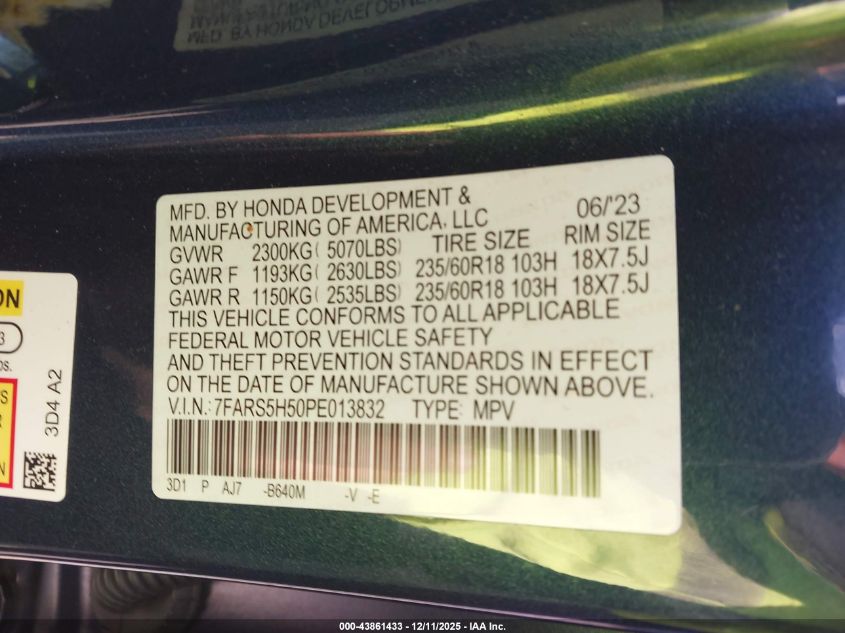 MFD. BY HONDA DEVELOPMENT &
MANUFACTURING OF AMERICA, LLC 06/'23
GVWR 2300KG( 5070LBS) TIRE SIZE RIM SIZE
GAWR F 1193KG( 2630LBS) 235/60R18 103H 18X7.5J
GAWR R 1150KG( 2535LBS) 235/60R18 103H 18X7.5J
THIS VEHICLE CONFORMS TO ALL APPLICABLE
FEDERAL MOTOR VEHICLE SAFETY
AND THEFT PREVENTION STANDARDS IN EFFECT
ON THE DATE OF MANUFACTURE SHOWN ABOVE.
V.I.N.: 7FARS5H50PE013832 TYPE: MPV
3D1 P AJ7 -B640M -V -E
3D4 A2
000-43861433 - 12/11/2025 - IAA Inc.